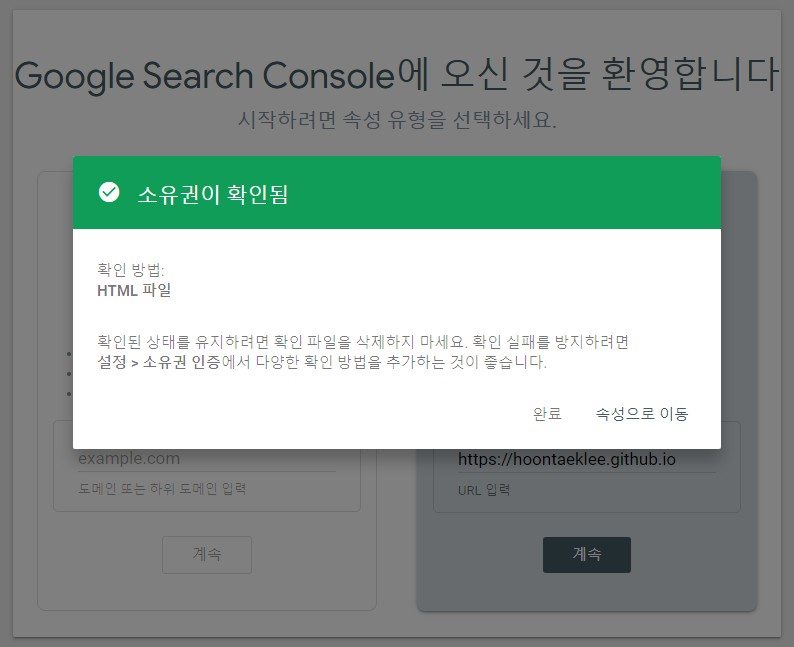 Google Search Console에 오신 것을 환영합니다
시작하려면 속성 유형을 선택하세요.
소유권이 확인됨
확인 방법:
HTML 파일
확인된 상태를 유지하려면 확인 파일을 삭제하지 마세요. 확인 실패를 방지하려면
설정 > 소유권 인증에서 다양한 확인 방법을 추가하는 것이 좋습니다.
완료 속성으로 이동
example.com
도메인 또는 하위 도메인 입력
계속
https://hoontaeklee.github.io
URL 입력
계속